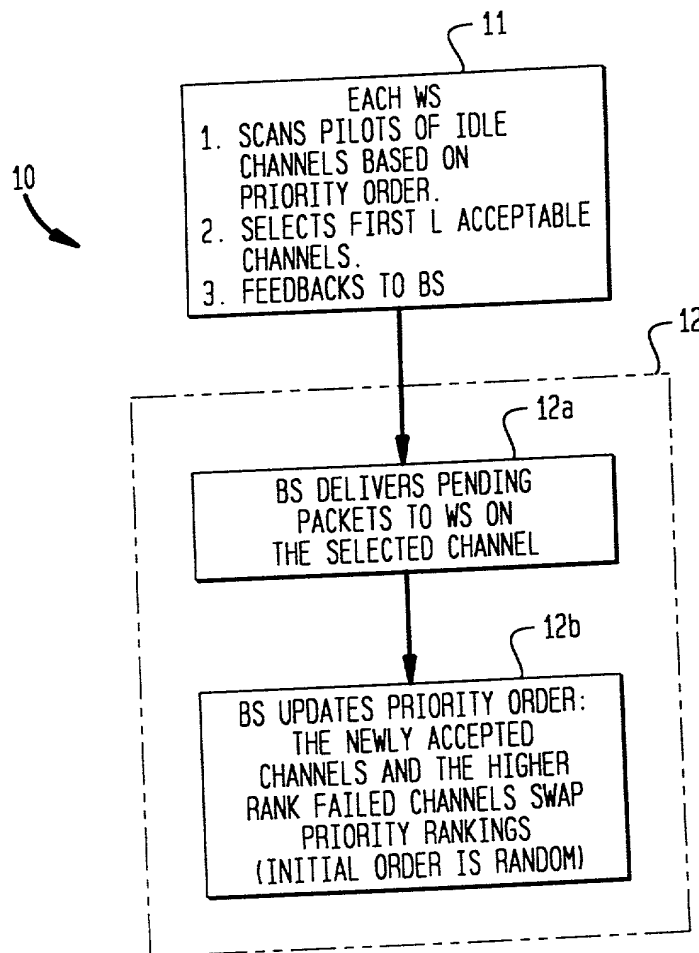 11
EACH WS
1. SCANS PILOTS OF IDLE
CHANNELS BASED ON
PRIORITY ORDER.
2. SELECTS FIRST L ACCEPTABLE
CHANNELS.
3. FEEDBACKS TO BS
10
12
12a
BS DELIVERS PENDING
PACKETS TO WS ON
THE SELECTED CHANNEL
12b
BS UPDATES PRIORITY ORDER:
THE NEWLY ACCEPTED
CHANNELS AND THE HIGHER
RANK FAILED CHANNELS SWAP
PRIORITY RANKINGS
(INITIAL ORDER IS RANDOM)